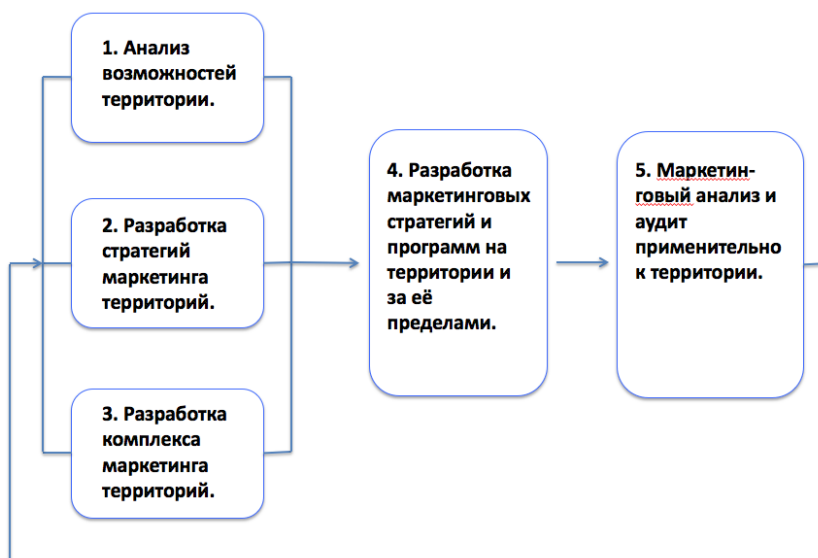 1. Анализ
возможностей
территории.
2. Разработка
стратегий
маркетинга
территорий.
3. Разработка
комплекса
маркетинга
территорий.
4. Разработка
маркетинговых
стратегий и
программ на
территории и
за её
пределами.
5. Маркетин-
говый анализ и
аудит
применительно
к территории.